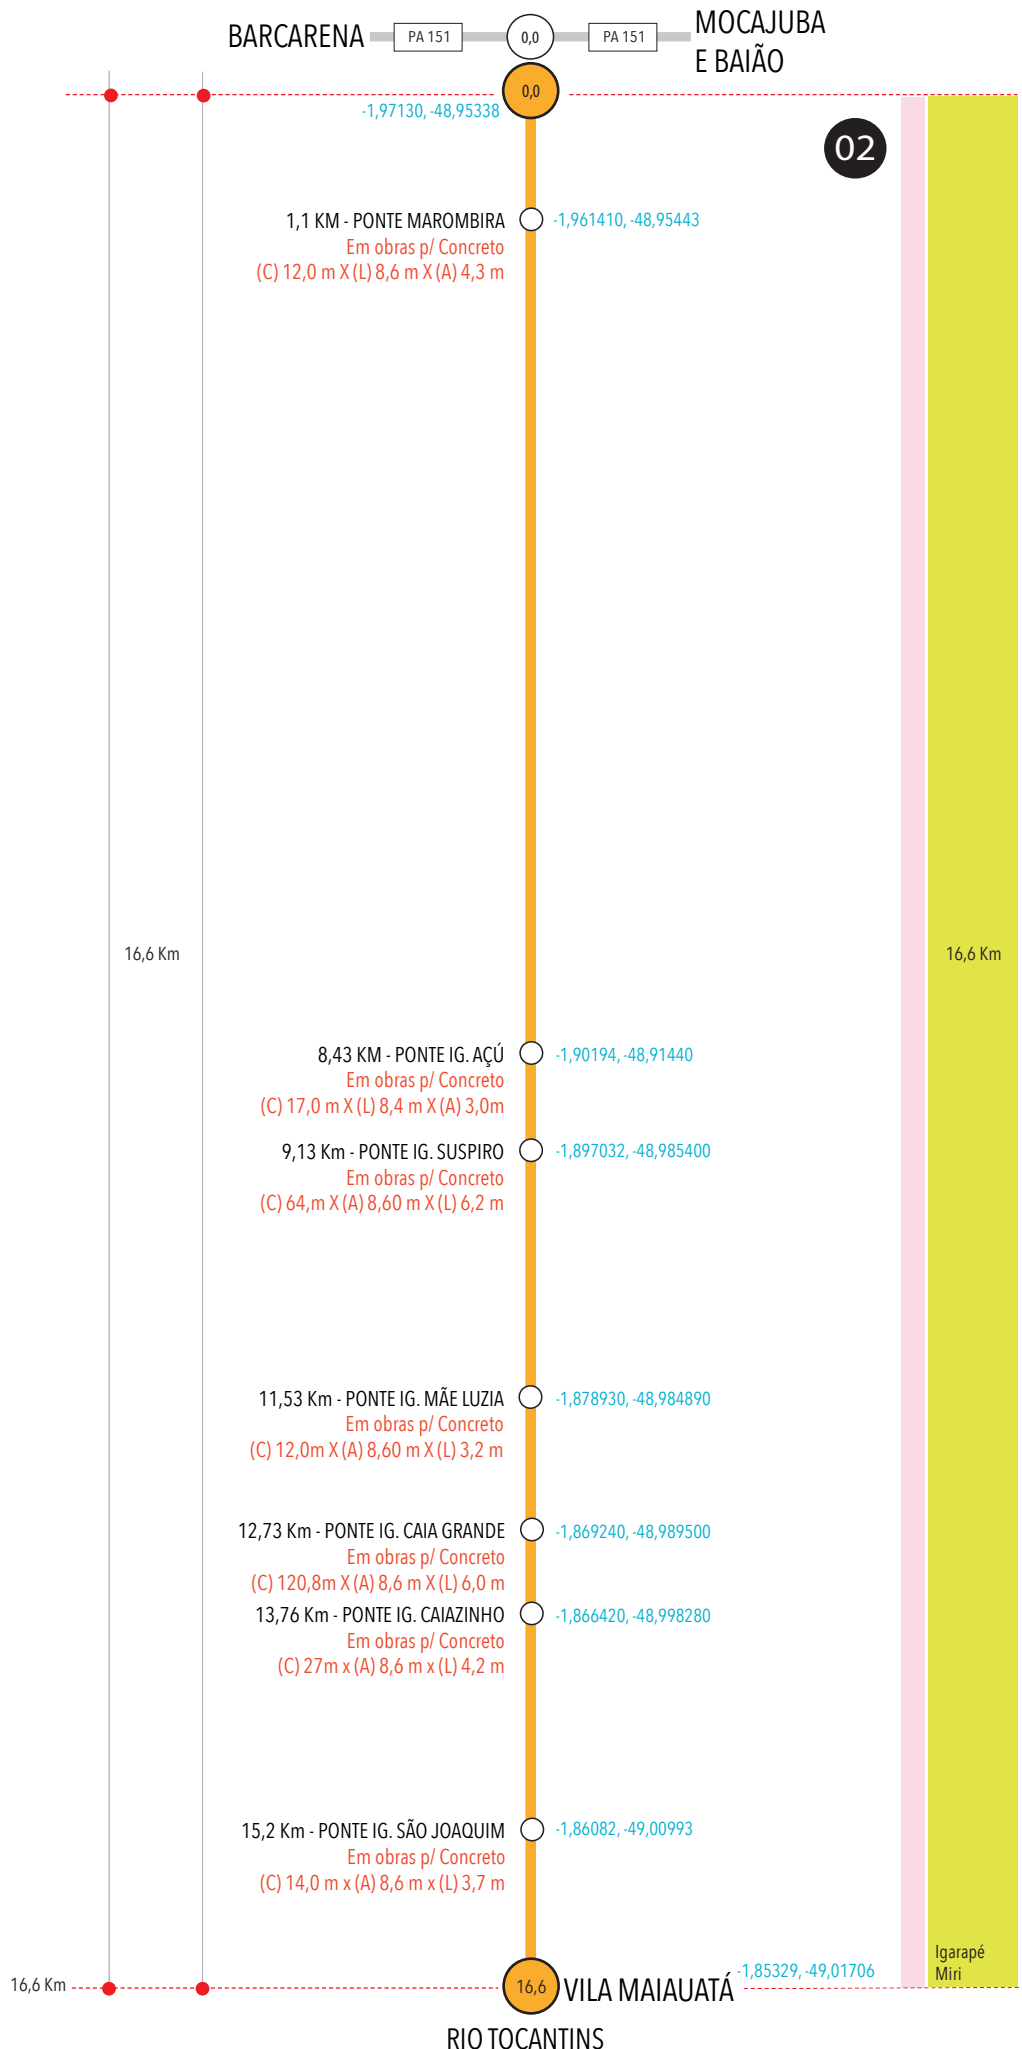 BARCARENA
PA 151
0,0
PA 151
MOCAJUBA
E BAIÃO
0,0
-1,97130, -48,95338
02
1,1 KM - PONTE MAROMBIRA
-1,961410, -48,95443
Em obras p/ Concreto
(C) 12,0 m X (L) 8,6 m X (A) 4,3 m
16,6 Km
16,6 Km
8,43 KM - PONTE IG. AÇÚ
-1,90194, -48,91440
Em obras p/ Concreto
(C) 17,0 m X (L) 8,4 m X (A) 3,0m
9,13 Km - PONTE IG. SUSPIRO
-1,897032, -48,985400
Em obras p/ Concreto
(C) 64,m X (A) 8,60 m X (L) 6,2 m
11,53 Km - PONTE IG. MÃE LUZIA
-1,878930, -48,984890
Em obras p/ Concreto
(C) 12,0m X (A) 8,60 m X (L) 3,2 m
12,73 Km - PONTE IG. CAIA GRANDE
-1,869240, -48,989500
Em obras p/ Concreto
(C) 120,8m X (A) 8,6 m X (L) 6,0 m
13,76 Km - PONTE IG. CAIAZINHO
-1,866420, -48,998280
Em obras p/ Concreto
(C) 27m x (A) 8,6 m x (L) 4,2 m
15,2 Km - PONTE IG. SÃO JOAQUIM
-1,86082, -49,00993
Em obras p/ Concreto
(C) 14,0 m x (A) 8,6 m x (L) 3,7 m
Igarapé
Miri
16,6 Km
16,6
VILA MAIAUATÁ
-1,85329, -49,01706
RIO TOCANTINS